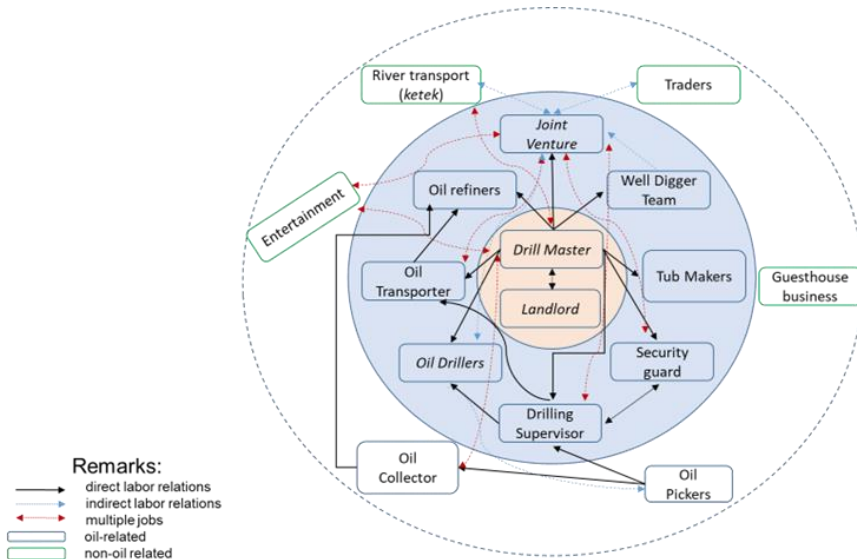 River transport
(ketek)
Traders
Joint
Venture
Oil refiners
Well Digger
Team
Entertainment
Drill Master
Oil
Transporter
Tub Makers
Guesthouse
business
Landlord
Oil Drillers
Security
guard
Drilling
Supervisor
Oil
Collector
Oil
Pickers
Remarks:
direct labor relations
indirect labor relations
multiple jobs
oil-related
non-oil related